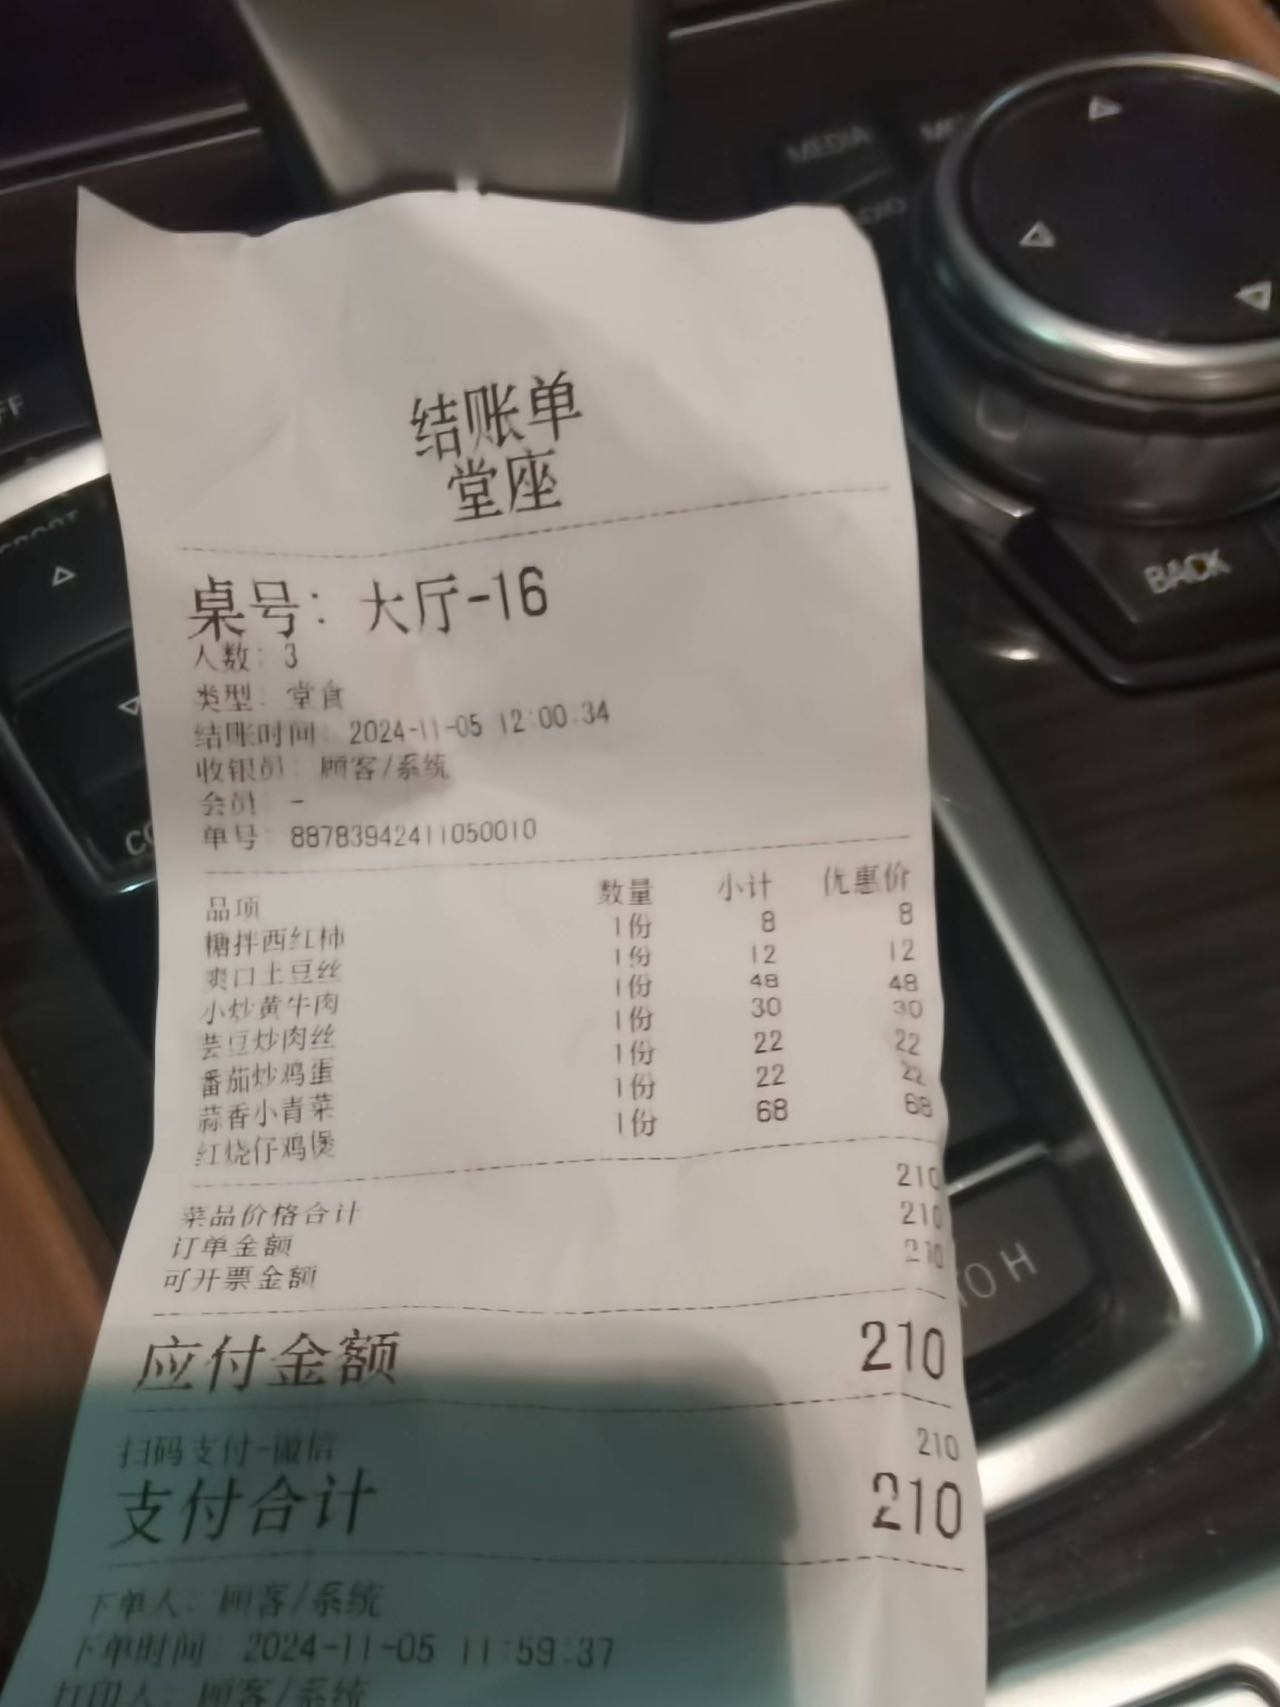 结账单
堂座
桌号：大厅-16
人数：3
类型：堂食
结账时间：2024-11-05 12:00:34
收银员：顾客/系统
会员：-
单号：88783942411050010
品项 数量 小计 优惠价
糖拌西红柿 1份 8 8
爽口土豆丝 1份 12 12
小炒黄牛肉 1份 48 48
芸豆炒肉丝 1份 30 30
番茄炒鸡蛋 1份 22 22
蒜香小青菜 1份 22 22
红烧仔鸡煲 1份 68 68
菜品价格合计 210
订单金额 210
可开票金额 210
应付金额 210
扫码支付-微信 210
支付合计 210
下单人：顾客/系统
下单时间：2024-11-05 11:59:37
打印人：顾客/系统
MEDIA
BACK